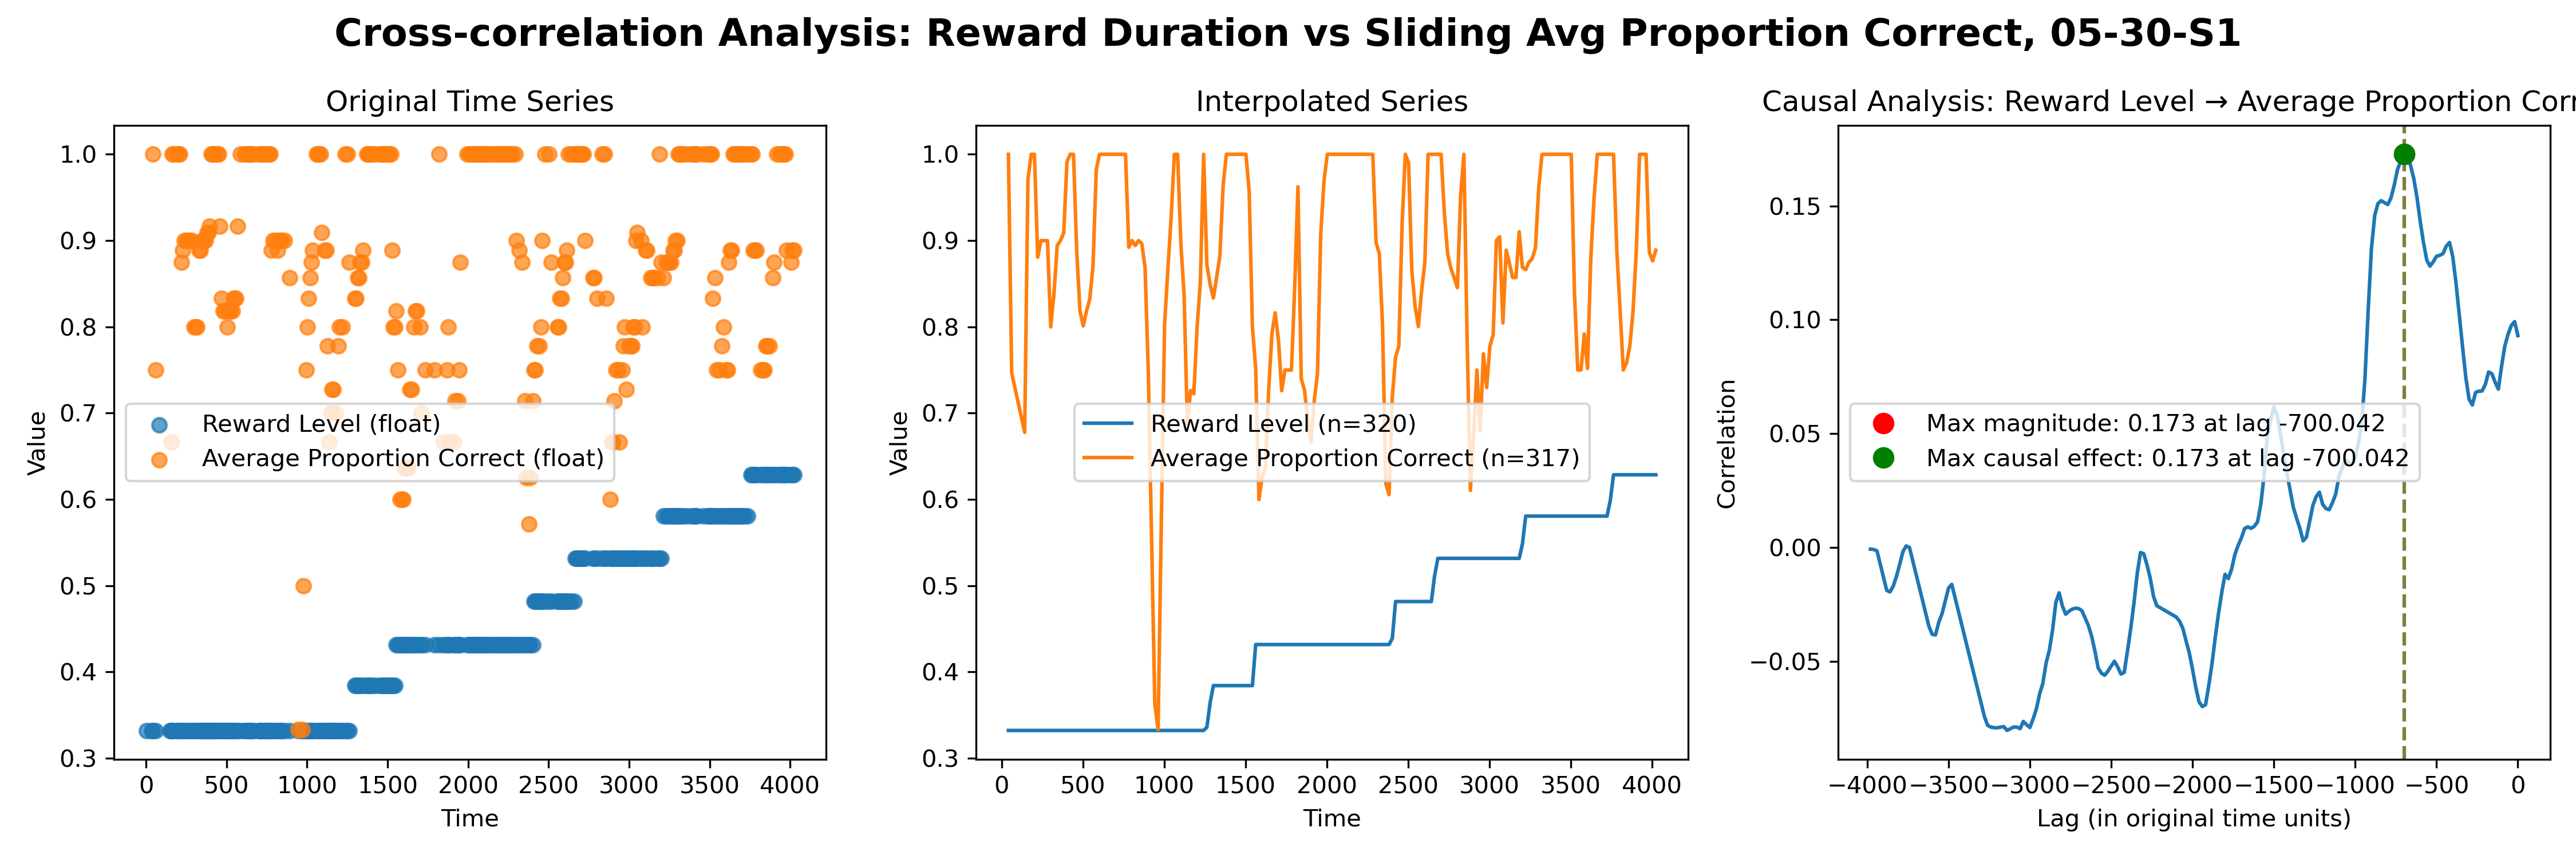 Cross-correlation Analysis: Reward Duration vs Sliding Avg Proportion Correct, 05-30-S1
Original Time Series
Value
1.0
0.9
0.8
0.7
0.6
0.5
0.4
0.3
Reward Level (float)
Average Proportion Correct (float)
0 500 1000 1500 2000 2500 3000 3500 4000
Time
Interpolated Series
Value
1.0
0.9
0.8
0.7
0.6
0.5
0.4
0.3
Reward Level (n=320)
Average Proportion Correct (n=317)
0 500 1000 1500 2000 2500 3000 3500 4000
Time
Causal Analysis: Reward Level → Average Proportion Corr
Correlation
0.15
0.10
0.05
0.00
−0.05
Max magnitude: 0.173 at lag -700.042
Max causal effect: 0.173 at lag -700.042
−4000 −3500 −3000 −2500 −2000 −1500 −1000 −500 0
Lag (in original time units)